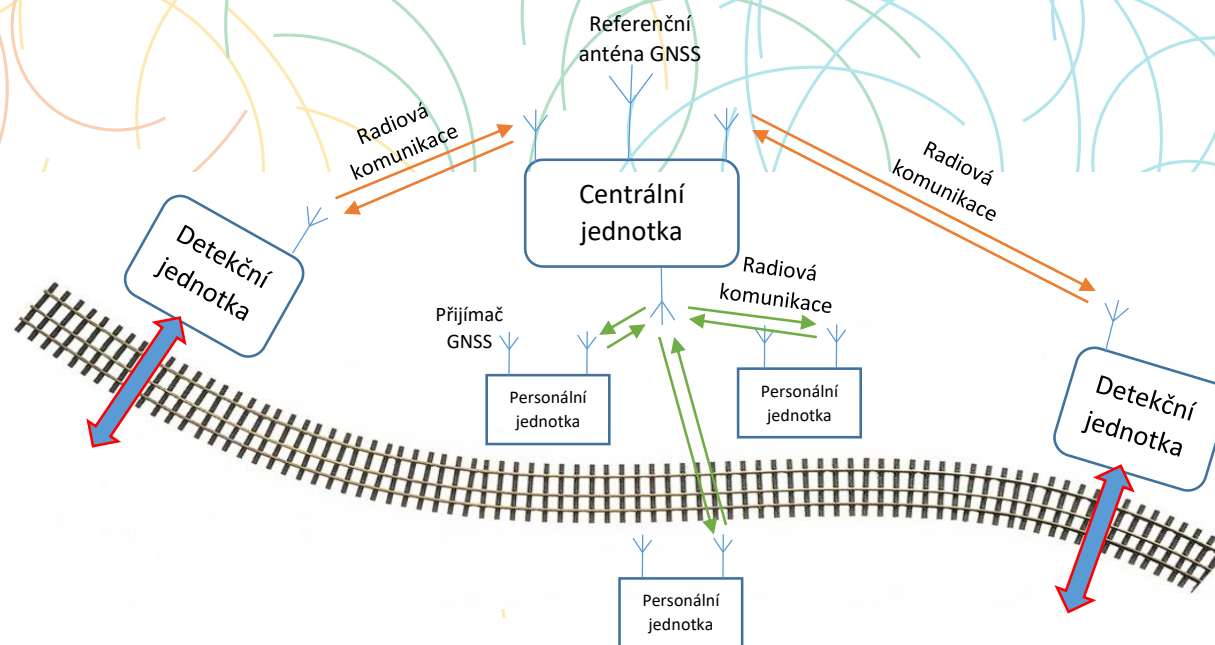 Referenční
anténa GNSS
Radiová
komunikace
Radiová
komunikace
Centrální
jednotka
Detekční
jednotka
Radiová
komunikace
Přijímač
GNSS
Personální
jednotka
Personální
jednotka
Detekční
jednotka
Personální
jednotka